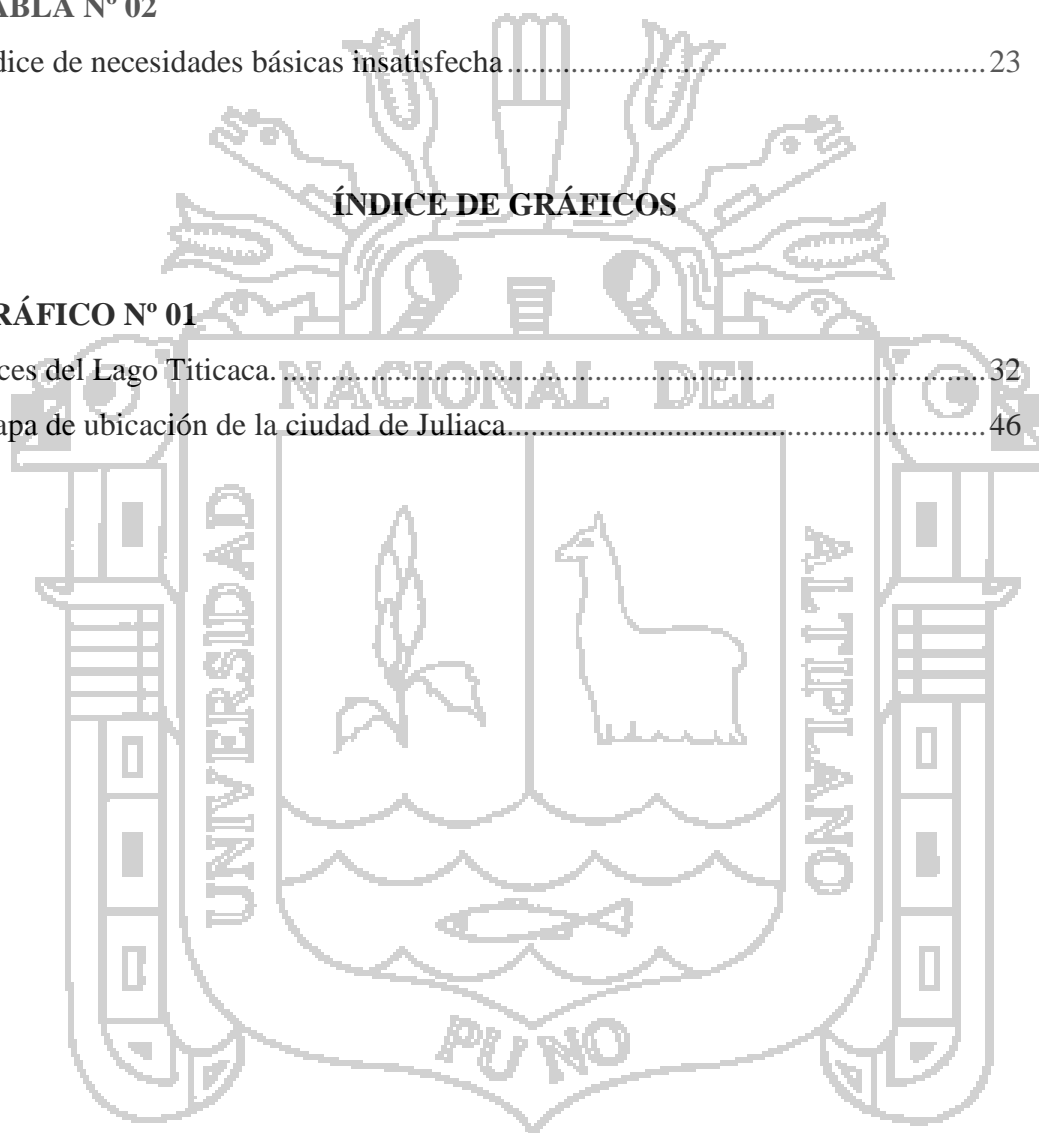 ABLA Nº 02
dice de necesidades básicas insatisfecha ........................................................ 23
ÍNDICE DE GRÁFICOS
RÁFICO Nº 01
ces del Lago Titicaca. ........................................................ 32
apa de ubicación de la ciudad de Juliaca ........................................................ 46
NACIONAL DEL
UNIVERSIDAD
ALTIPLANO
PUNO